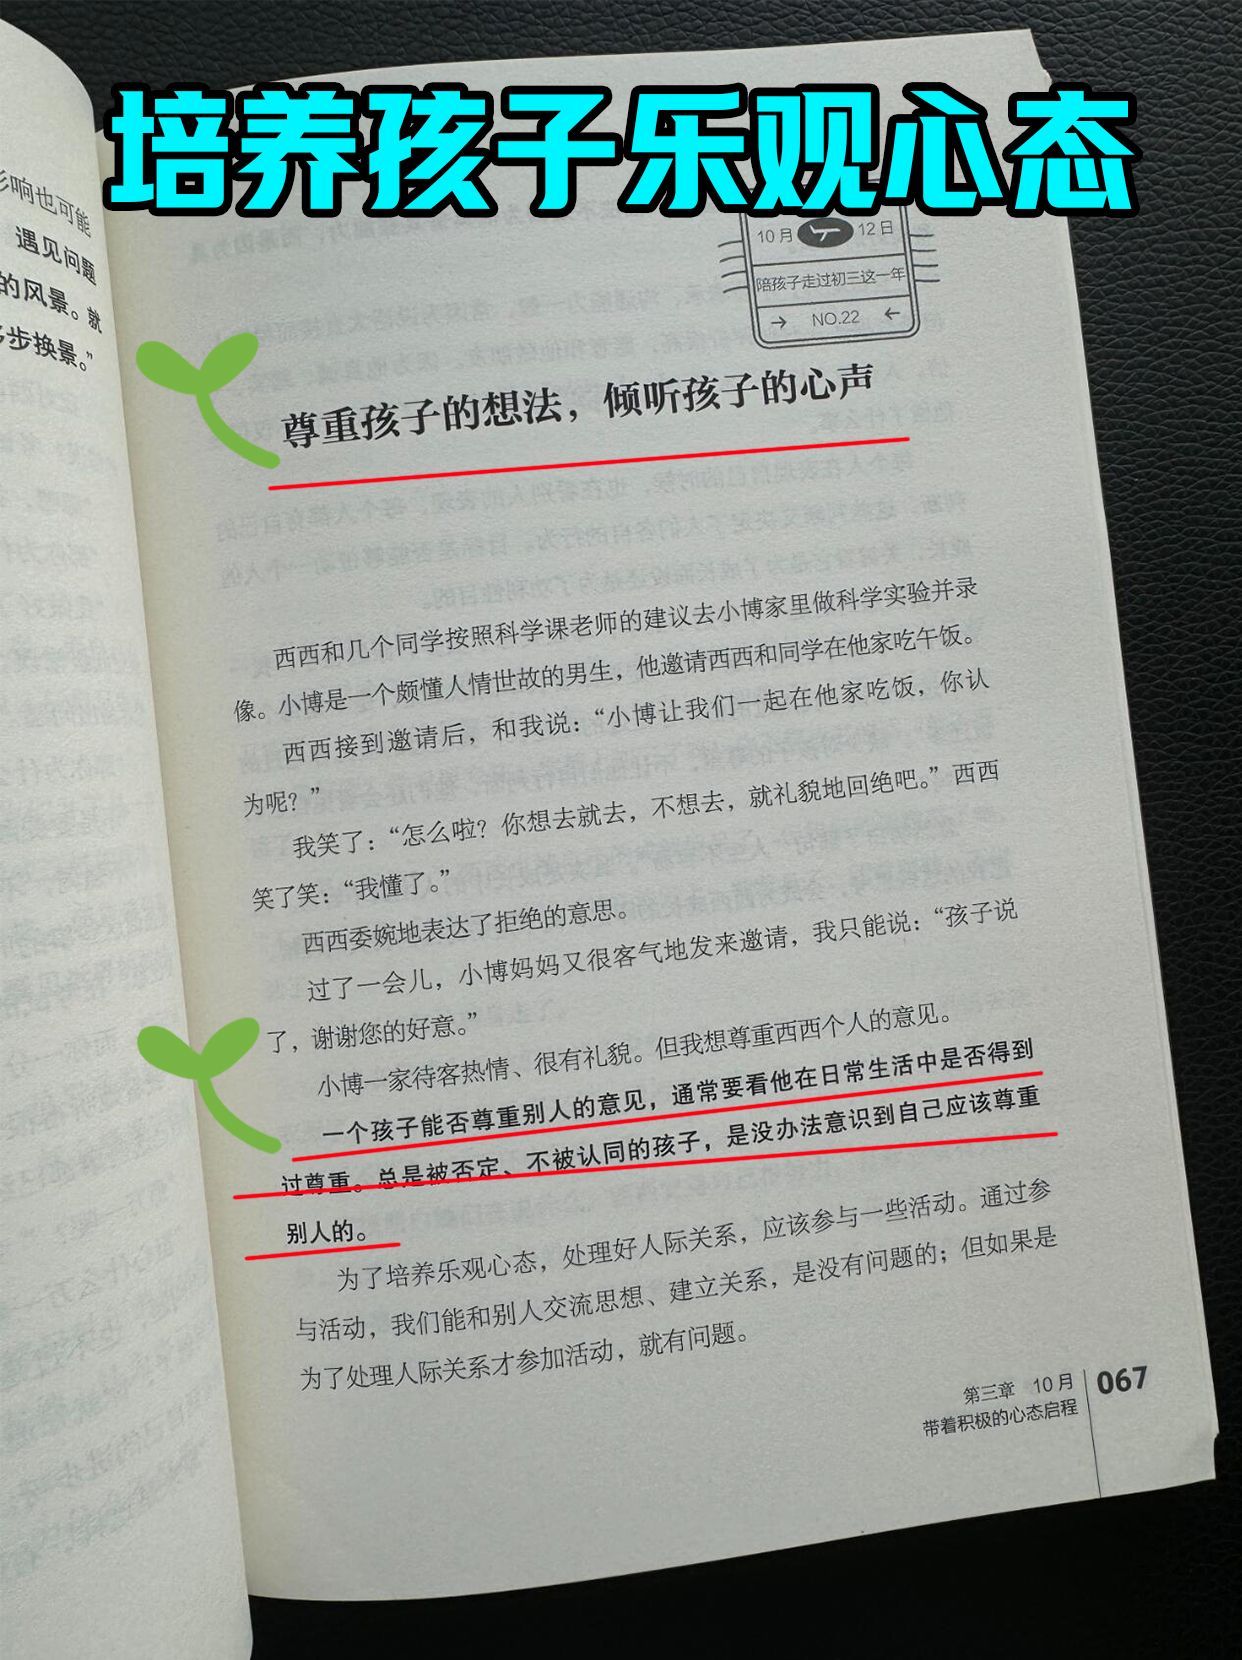 培养孩子乐观心态
影响也可能
遇见问题
的风景。就
步换景。”
10月 12日
陪孩子走过初三这一年
→ NO.22 ←
尊重孩子的想法，倾听孩子的心声
西西和几个同学按照科学课老师的建议去小博家里做科学实验并录
像。小博是一个颇懂人情世故的男生，他邀请西西和同学在他家吃午饭。
西西接到邀请后，和我说：“小博让我们一起在他家吃饭，你认
为呢？”
我笑了：“怎么啦？你想去就去，不想去，就礼貌地回绝吧。”西西
笑了笑：“我懂了。”
西西委婉地表达了拒绝的意思。
过了一会儿，小博妈妈又很客气地发来邀请，我只能说：“孩子说
了，谢谢您的好意。”
小博一家待客热情、很有礼貌。但我想尊重西西个人的意见。
一个孩子能否尊重别人的意见，通常要看他在日常生活中是否得到
过尊重。总是被否定、不被认同的孩子，是没办法意识到自己应该尊重
别人的。
为了培养乐观心态，处理好人际关系，应该参与一些活动。通过参
与活动，我们能和别人交流思想、建立关系，是没有问题的；但如果是
为了处理人际关系才参加活动，就有问题。
第三章 10月
带着积极的心态启程
067